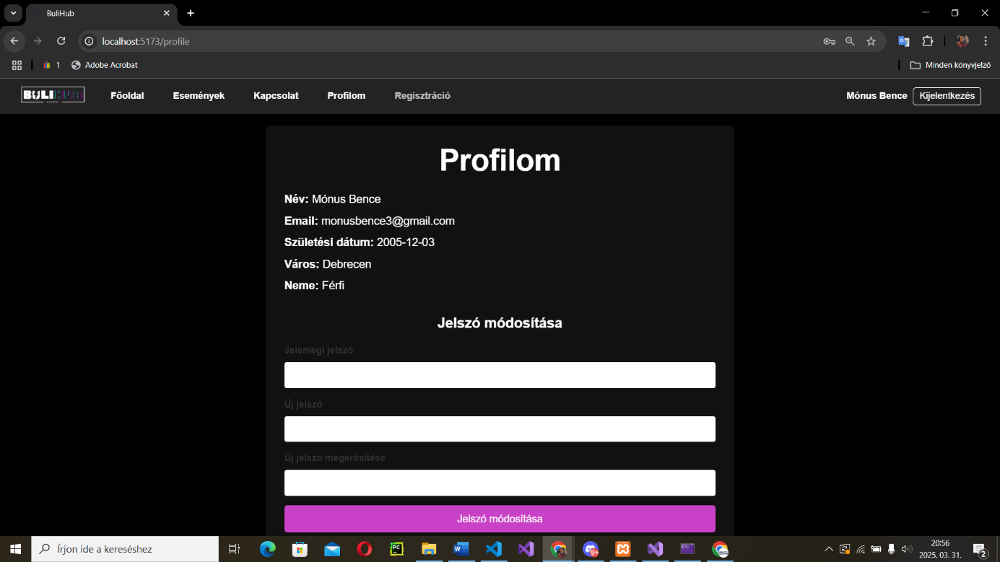 BuliHub
localhost:5173/profile
1
Adobe Acrobat
Minden könyvjelző
BULIHUB
Főoldal
Események
Kapcsolat
Profilom
Regisztráció
Mónus Bence
Kijelentkezés
Profilom
Név: Mónus Bence
Email: monusbence3@gmail.com
Születési dátum: 2005-12-03
Város: Debrecen
Neme: Férfi
Jelszó módosítása
Jelenlegi jelszó
Új jelszó
Új jelszó megerősítése
Jelszó módosítása
Írjon ide a kereséshez
20:56
2025. 03. 31.
2